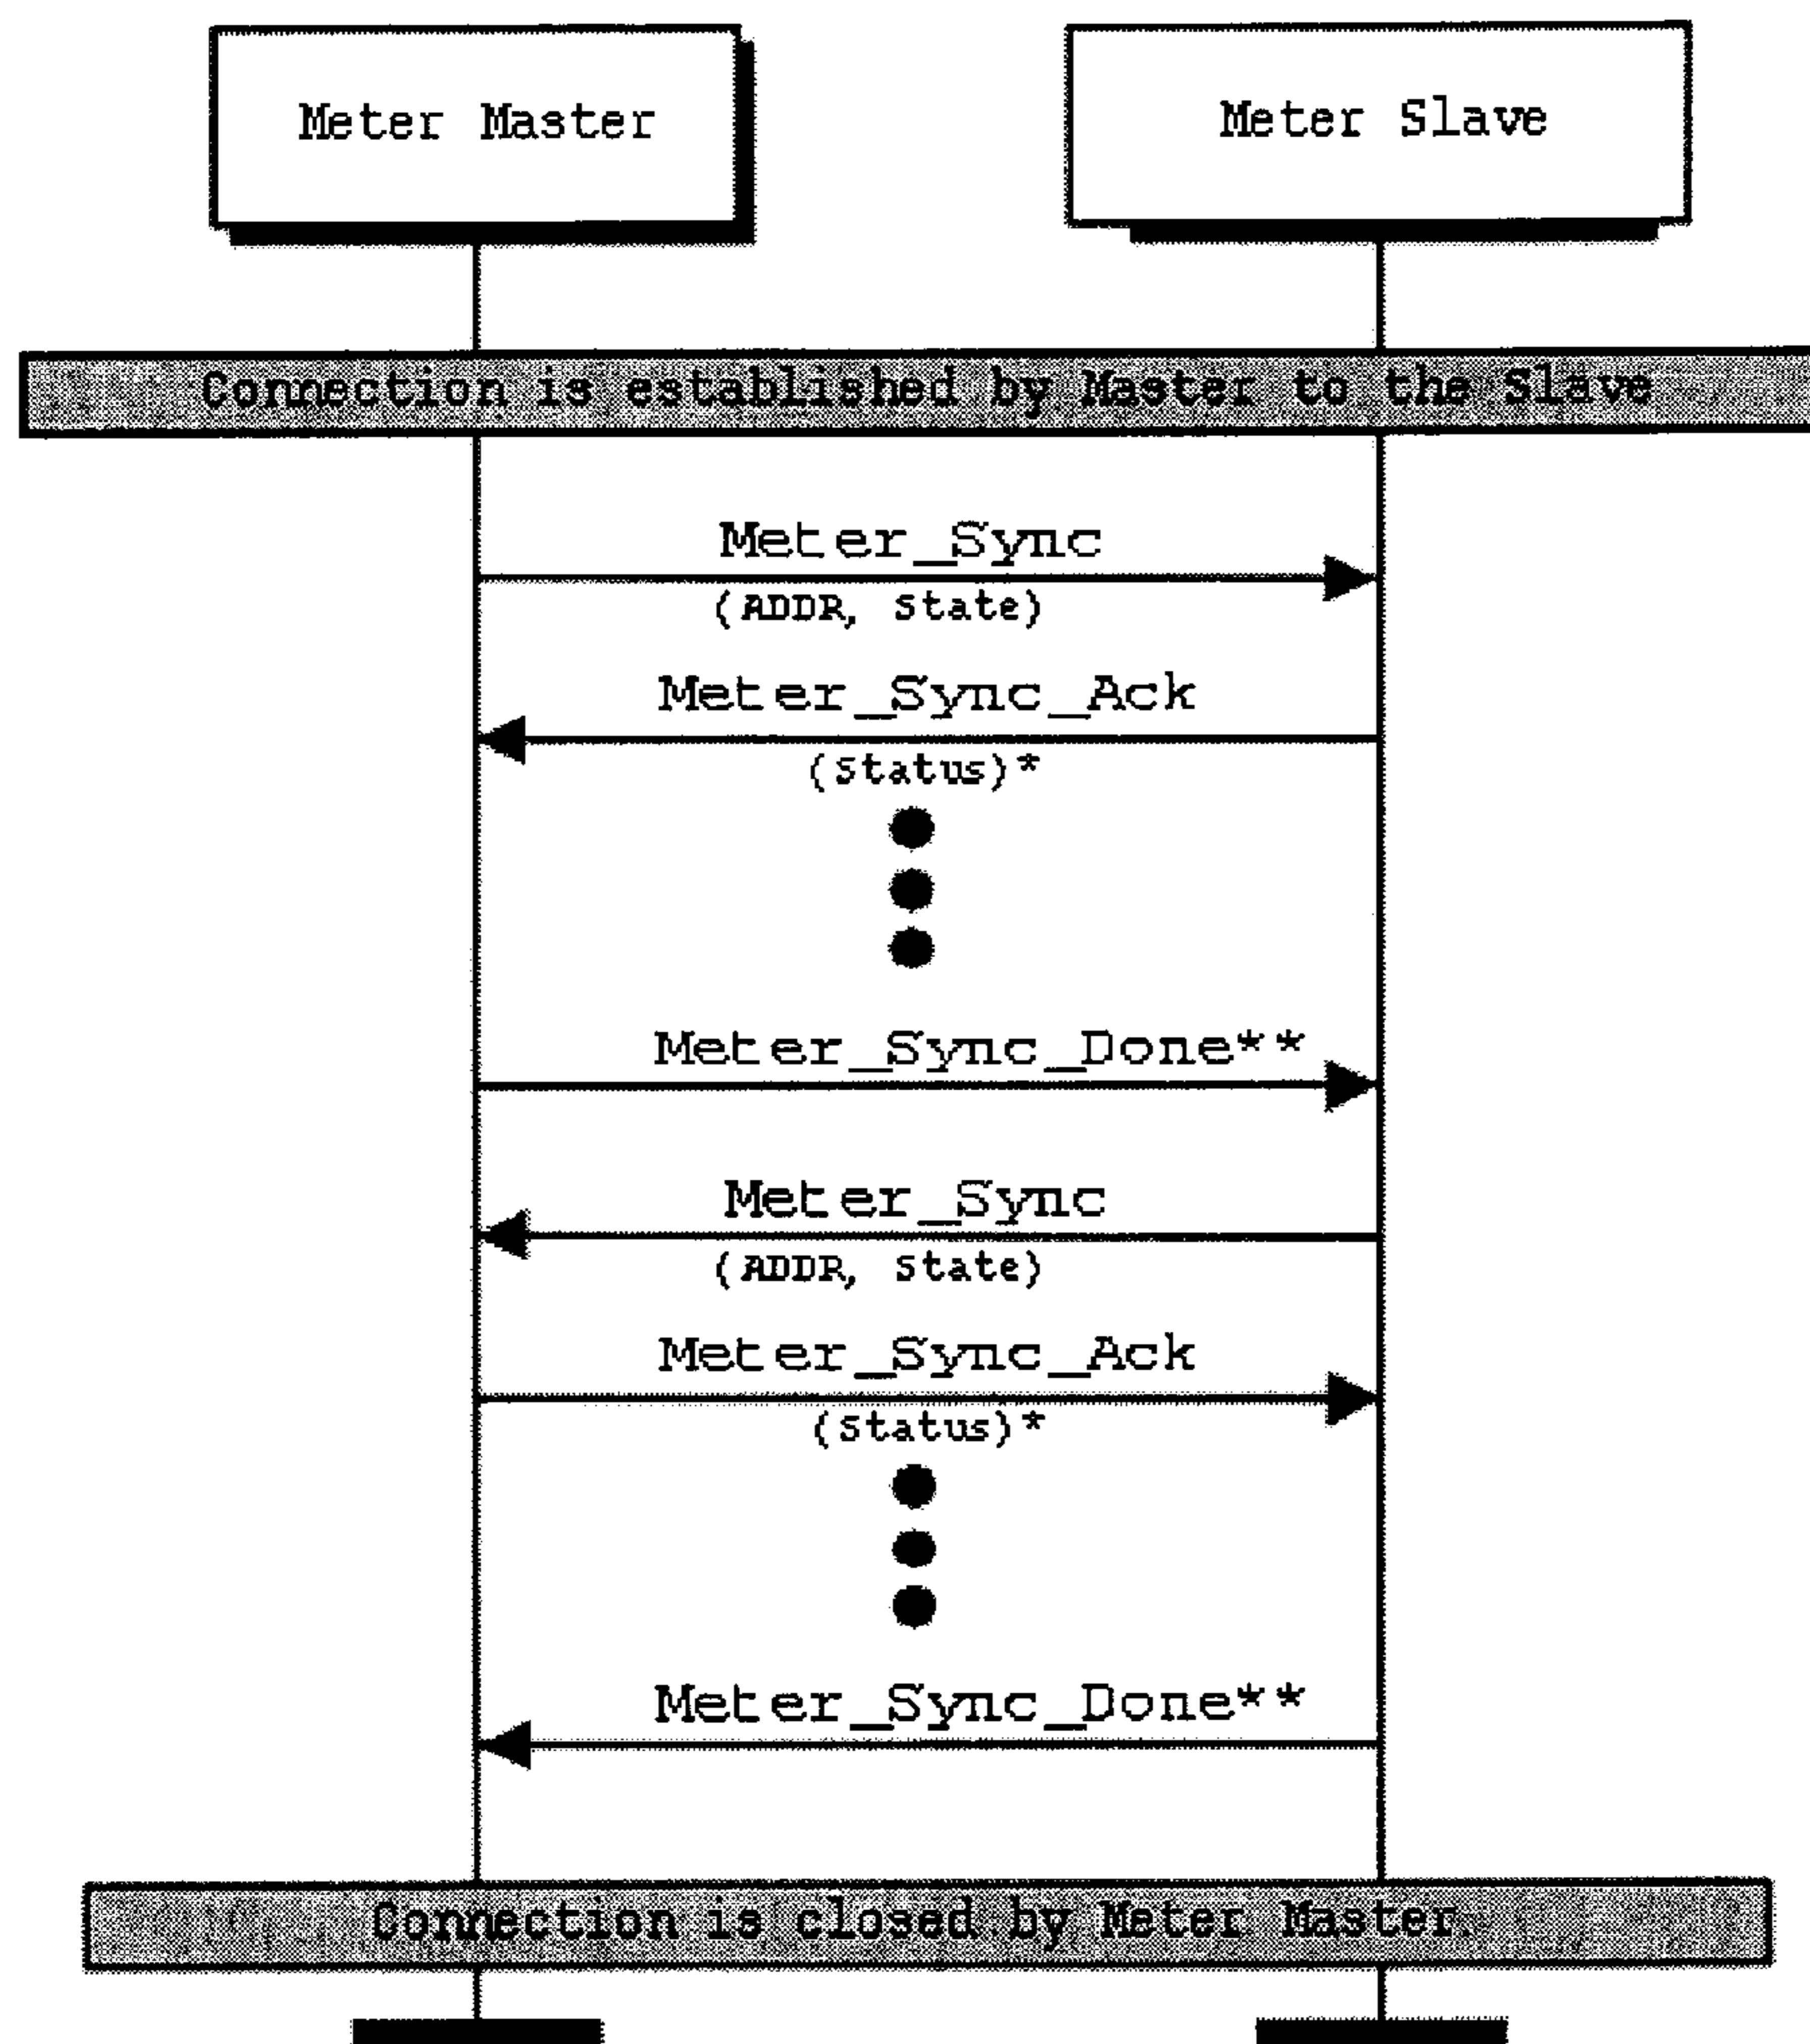 Meter Master
Meter Slave
Connection is established by Master to the Slave
Meter_Sync
(ADDR, State)
Meter_Sync_Ack
(Status)*
Meter_Sync_Done**
Meter_Sync
(ADDR, State)
Meter_Sync_Ack
(Status)*
Meter_Sync_Done**
Connection is closed by Meter Master.